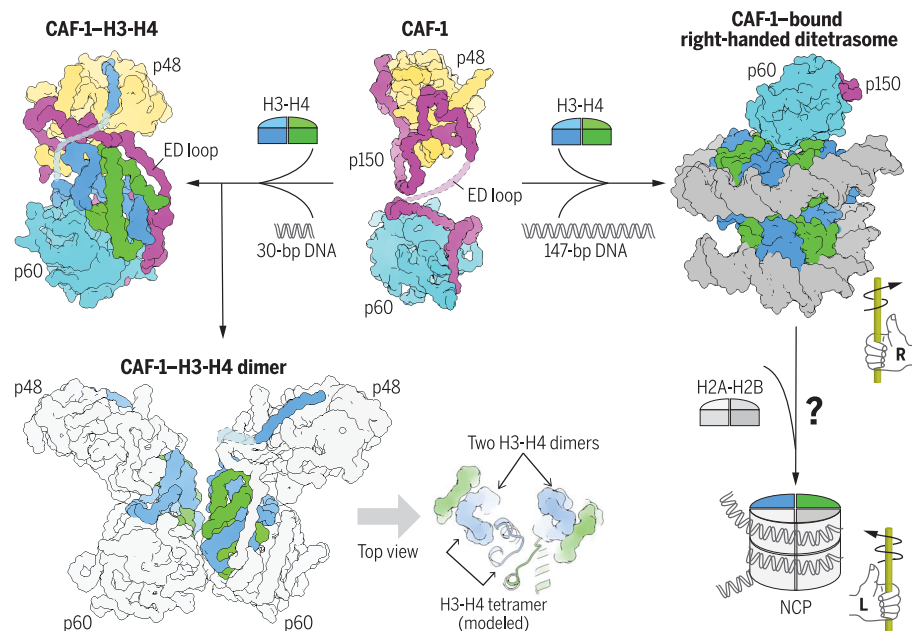 CAF-1–H3-H4
p48
ED loop
p60
H3-H4
30-bp DNA
CAF-1
p48
p150
ED loop
p60
H3-H4
147-bp DNA
CAF-1–bound
right-handed ditetrasome
p60
p150
R
CAF-1–H3-H4 dimer
p48
p48
p60
p60
Top view
Two H3-H4 dimers
H3-H4 tetramer
(modeled)
H2A-H2B
?
NCP
L